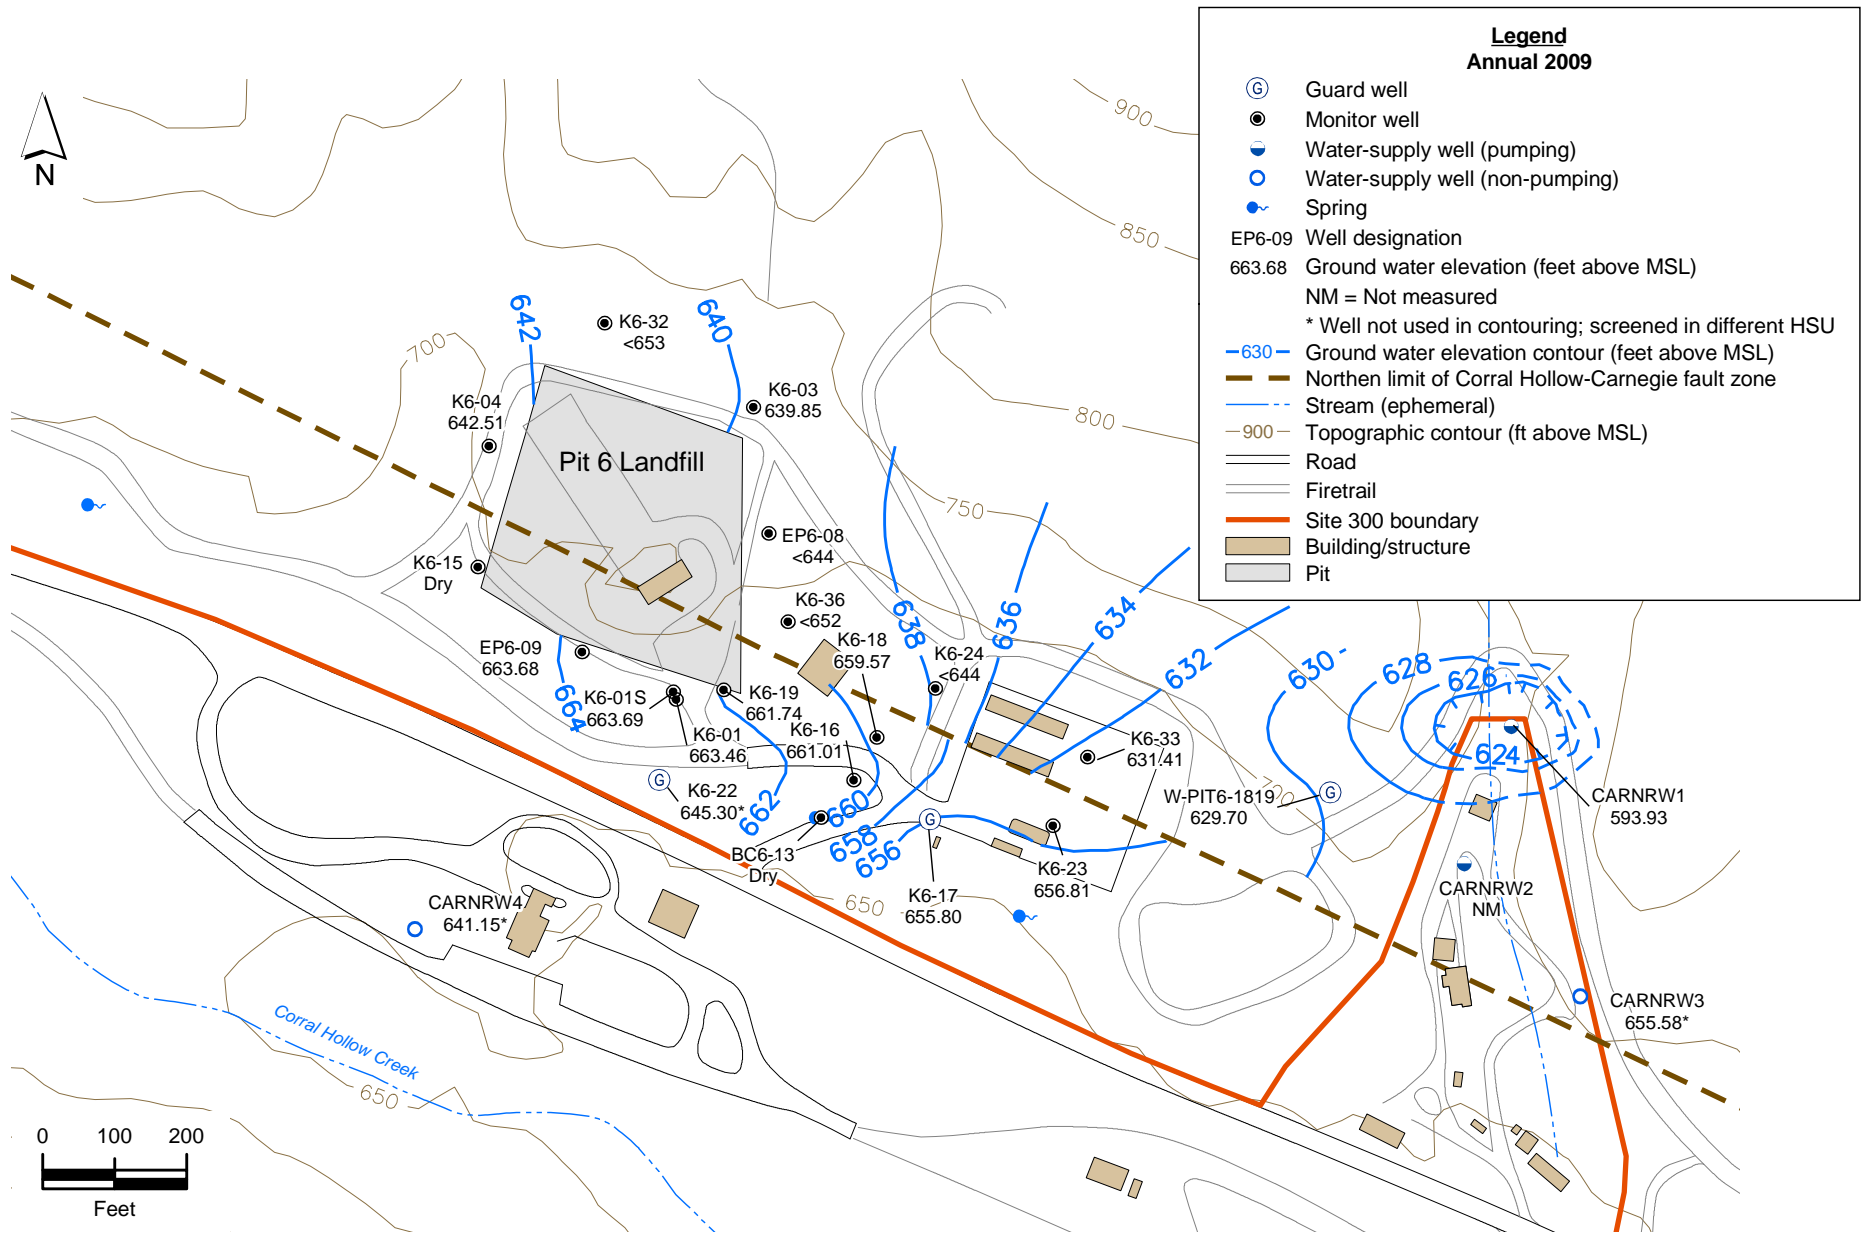 Legend
Annual 2009
G Guard well
Monitor well
Water-supply well (pumping)
Water-supply well (non-pumping)
Spring
EP6-09 Well designation
663.68 Ground water elevation (feet above MSL)
NM = Not measured
* Well not used in contouring; screened in different HSU
630 Ground water elevation contour (feet above MSL)
Northen limit of Corral Hollow-Carnegie fault zone
Stream (ephemeral)
900 Topographic contour (ft above MSL)
Road
Firetrail
Site 300 boundary
Building/structure
Pit
N
900
850
800
750
700
700
650
650
642
640
638
636
634
632
630
628
626
624
664
662
660
658
656
K6-32
<653
K6-03
639.85
K6-04
642.51
Pit 6 Landfill
EP6-08
<644
K6-15
Dry
K6-36
<652
K6-18
659.57
EP6-09
663.68
K6-24
<644
K6-01S
663.69
K6-19
661.74
K6-01
663.46
K6-16
661.01
K6-33
631.41
G
K6-22
645.30*
G
W-PIT6-1819
629.70
CARNRW1
593.93
BC6-13
Dry
G
K6-17
655.80
K6-23
656.81
CARNRW2
NM
CARNRW4
641.15*
CARNRW3
655.58*
Corral Hollow Creek
0 100 200
Feet